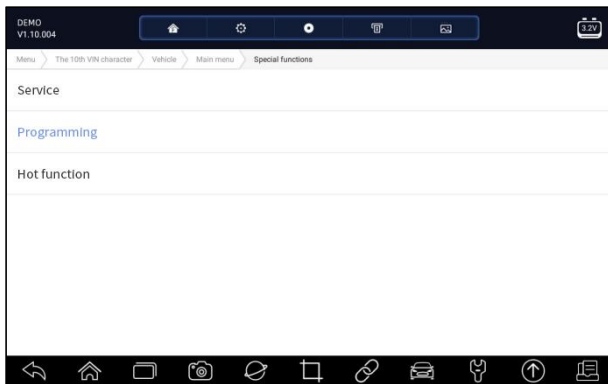 DEMO
V1.10.004
3.2V
Menu The 10th VIN character Vehicle Main menu Special functions
Service
Programming
Hot function